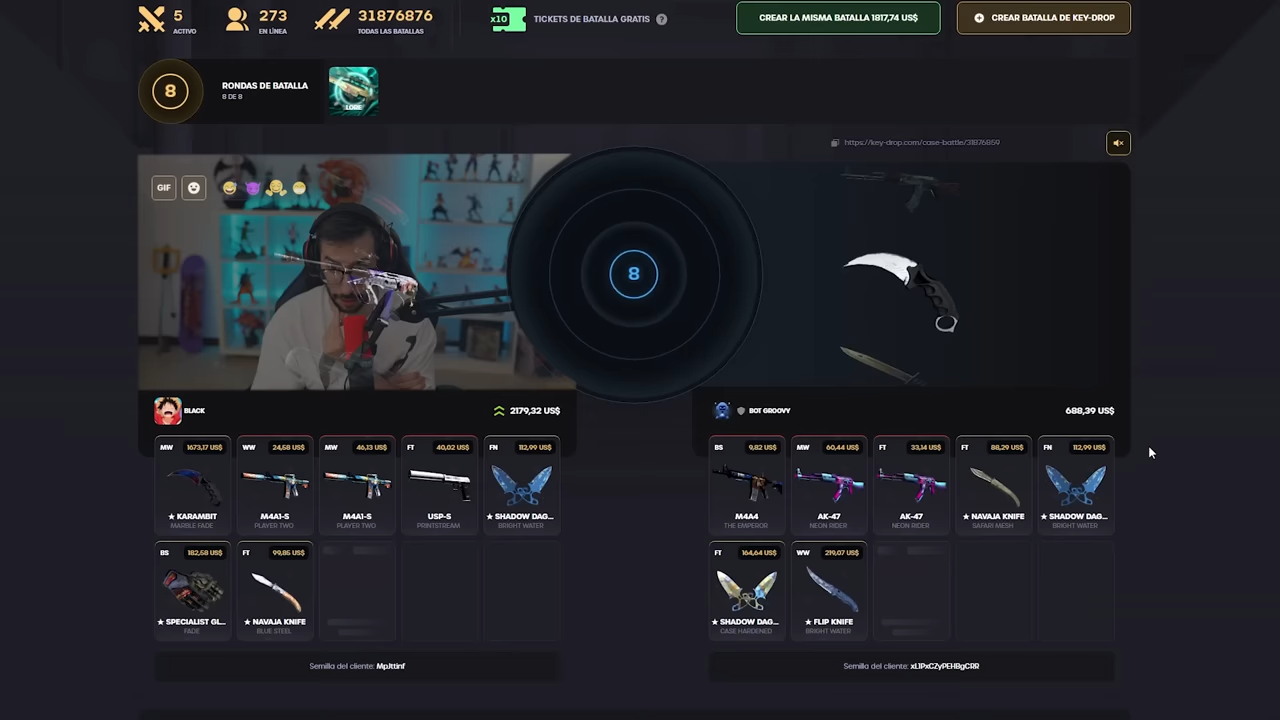 5
ACTIVO
273
EN LÍNEA
31876876
TODAS LAS BATALLAS
x10
TICKETS DE BATALLA GRATIS ?
CREAR LA MISMA BATALLA 1817,74 US$
CREAR BATALLA DE KEY-DROP
8
RONDAS DE BATALLA
8 DE 8
LORE
https://key-drop.com/case-battle/31876859
GIF
8
BLACK
2179,32 US$
BOT GROOVY
688,39 US$
MW 1673,17 US$
★ KARAMBIT
MARBLE FADE
WW 24,58 US$
M4A1-S
PLAYER TWO
MW 46,13 US$
M4A1-S
PLAYER TWO
FT 40,02 US$
USP-S
PRINTSTREAM
FN 112,99 US$
★ SHADOW DAG...
BRIGHT WATER
BS 9,82 US$
M4A4
THE EMPEROR
MW 60,44 US$
AK-47
NEON RIDER
FT 33,14 US$
AK-47
NEON RIDER
FT 88,29 US$
★ NAVAJA KNIFE
SAFARI MESH
FN 112,99 US$
★ SHADOW DAG...
BRIGHT WATER
BS 182,58 US$
★ SPECIALIST GL...
FADE
FT 99,85 US$
★ NAVAJA KNIFE
BLUE STEEL
FT 164,64 US$
★ SHADOW DAG...
CASE HARDENED
WW 219,07 US$
★ FLIP KNIFE
BRIGHT WATER
Semilla del cliente: MpJttinf
Semilla del cliente: xL1PxCZyPEHBgCRR